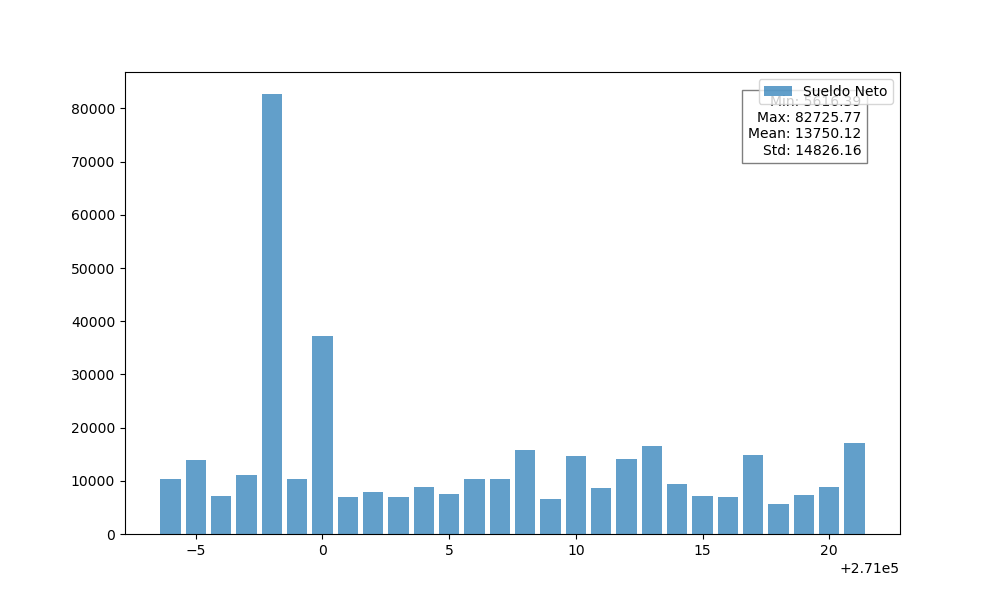 80000
70000
60000
50000
40000
30000
20000
10000
0
Sueldo Neto
Min: 5616.39
Max: 82725.77
Mean: 13750.12
Std: 14826.16
−5 0 5 10 15 20
+2.71e5